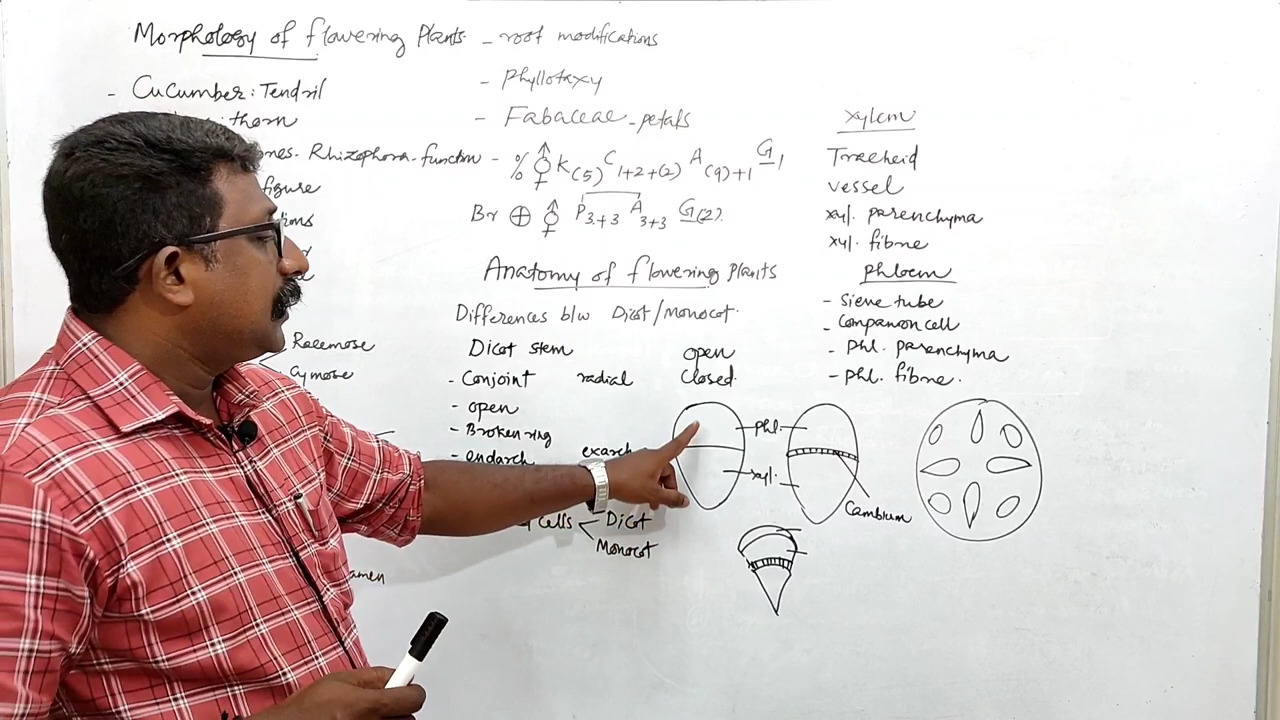 Morphology of flowering Plants - root modifications
- Cucumber: Tendril
- Phyllotaxy
thorn
- Fabaceae - petals
Rhizophora - function
- % ⚥ K(5) C1+2+(2) A(9)+1 G1
figure
Br ⊕ ⚥ P3+3 A3+3 G(2).
Racemose
Cymose
amen
Anatomy of flowering Plants
Differences b/w Dicot/Monocot.
Dicot stem
- Conjoint radial
- open
- Broken ring
- endarch exarch
cells
Dicot
Monocot
open
closed.
phl.
xyl.
Cambium
xylem
Tracheid
vessel
xyl. parenchyma
xyl. fibre
Phloem
- Sieve tube
- Companion cell
- Phl. parenchyma
- Phl. fibre.